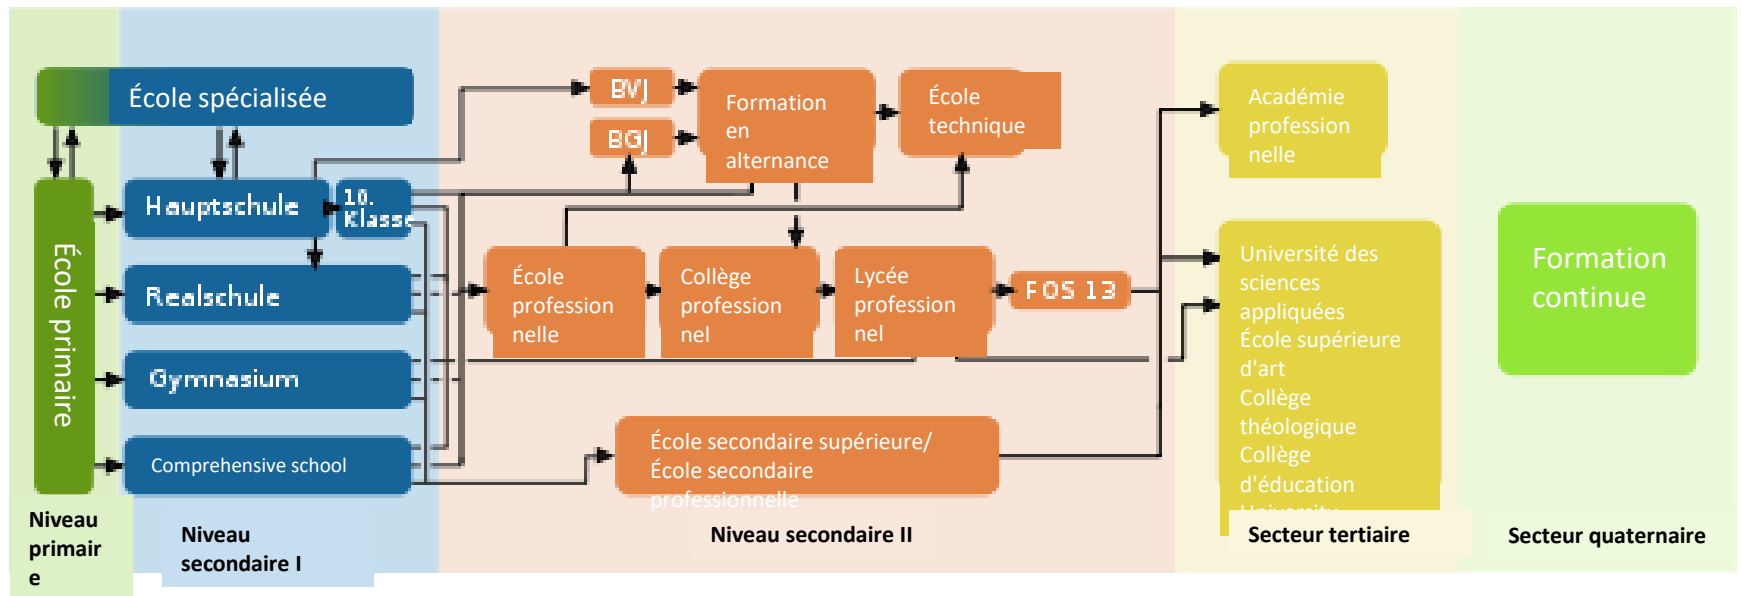 École spécialisée
École primaire
Hauptschule
10.
Klasse
Realschule
Gymnasium
Comprehensive school
BVJ
BGJ
Formation
en
alternance
École
technique
École
profession
nelle
Collège
profession
nel
Lycée
profession
nel
FOS 13
École secondaire supérieure/
École secondaire
professionnelle
Académie
profession
nelle
Université des
sciences
appliquées
École supérieure
d'art
Collège
théologique
Collège
d'éducation
University
Formation
continue
Niveau
primair
e
Niveau
secondaire I
Niveau secondaire II
Secteur tertiaire
Secteur quaternaire